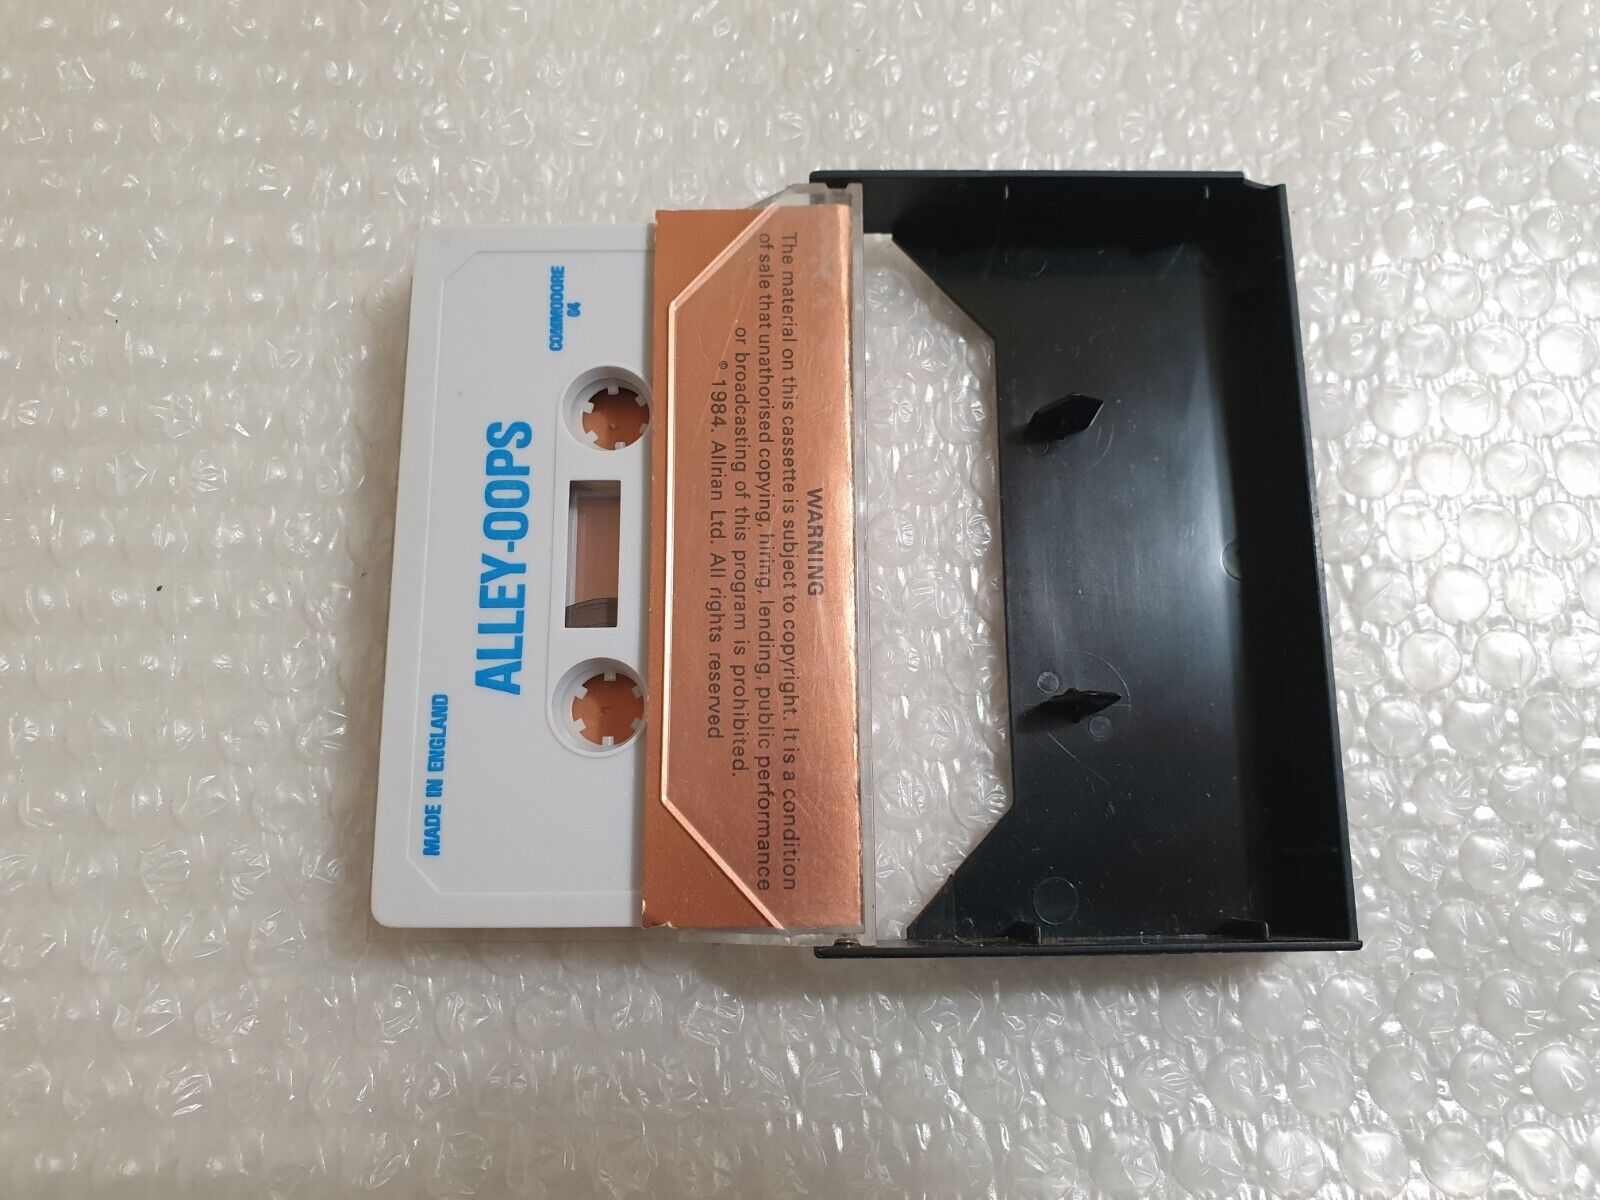 COMMODORE
64
ALLEY-OOPS
MADE IN ENGLAND
WARNING
The material on this cassette is subject to copyright. It is a condition
of sale that unathorised copying, hiring, lending, public performance
or broadcasting of this program is prohibited.
© 1984. Allrian Ltd. All rights reserved